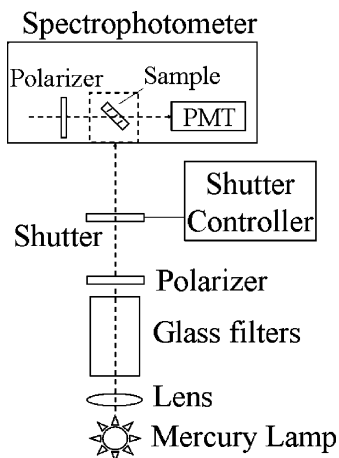 Spectrophotometer
Polarizer
Sample
PMT
Shutter
Controller
Shutter
Polarizer
Glass filters
Lens
Mercury Lamp